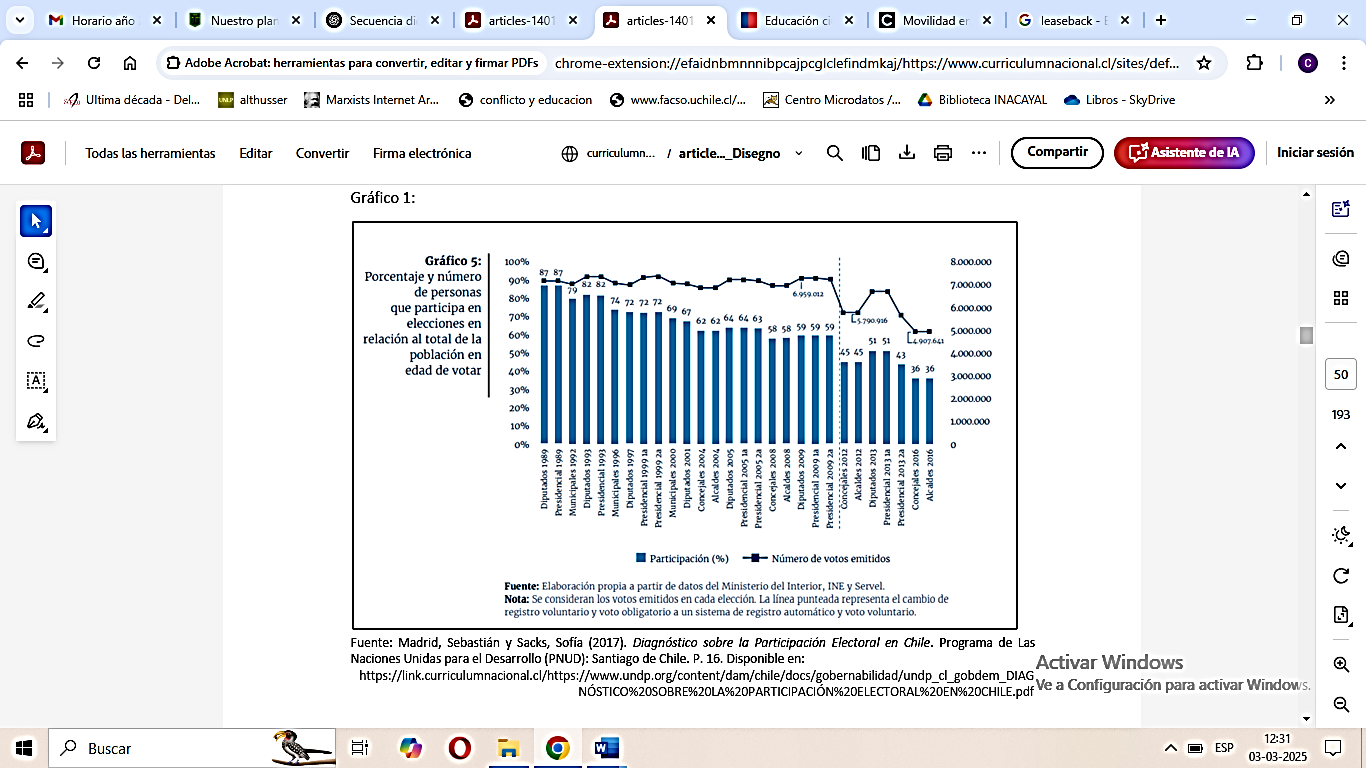 Horario año
Nuestro plan
Secuencia di
articles-1401
articles-1401
Educación ci
Movilidad en
leaseback - E
Adobe Acrobat: herramientas para convertir, editar y firmar PDFs
chrome-extension://efaidnbmnnnibpcajpcglclefindmkaj/https://www.curriculumnacional.cl/sites/def...
C
Ultima década - Del...
UNLP
althusser
Marxists Internet Ar...
conflicto y educacion
www.facso.uchile.cl/...
Centro Microdatos /...
Biblioteca INACAYAL
Libros - SkyDrive
Todas las herramientas
Editar
Convertir
Firma electrónica
curriculumn...
/ article..._Disegno
Compartir
Asistente de IA
Iniciar sesión
Gráfico 1:
Gráfico 5:
Porcentaje y número
de personas
que participa en
elecciones en
relación al total de la
población en
edad de votar
100%
90%
80%
70%
60%
50%
40%
30%
20%
10%
0%
87 87 79 82 82 74 72 72 72 69 67 62 62 64 64 63 58 58 59 59 59 45 45 51 51 43 36 36
6.959.012
5.790.916
4.907.641
8.000.000
7.000.000
6.000.000
5.000.000
4.000.000
3.000.000
2.000.000
1.000.000
0
Diputados 1989
Presidencial 1989
Municipales 1992
Diputados 1993
Presidencial 1993
Municipales 1996
Diputados 1997
Presidencial 1999 1a
Presidencial 1999 2a
Municipales 2000
Diputados 2001
Concejales 2004
Alcaldes 2004
Diputados 2005
Presidencial 2005 1a
Presidencial 2005 2a
Concejales 2008
Alcaldes 2008
Diputados 2009
Presidencial 2009 1a
Presidencial 2009 2a
Concejales 2012
Alcaldes 2012
Diputados 2013
Presidencial 2013 1a
Presidencial 2013 2a
Concejales 2016
Alcaldes 2016
Participación (%)
Número de votos emitidos
Fuente: Elaboración propia a partir de datos del Ministerio del Interior, INE y Servel.
Nota: Se consideran los votos emitidos en cada elección. La línea punteada representa el cambio de
registro voluntario y voto obligatorio a un sistema de registro automático y voto voluntario.
Fuente: Madrid, Sebastián y Sacks, Sofía (2017). Diagnóstico sobre la Participación Electoral en Chile. Programa de Las
Naciones Unidas para el Desarrollo (PNUD): Santiago de Chile. P. 16. Disponible en:
https://link.curriculumnacional.cl/https://www.undp.org/content/dam/chile/docs/gobernabilidad/undp_cl_gobdem_DIAG
NÓSTICO%20SOBRE%20LA%20PARTICIPACIÓN%20ELECTORAL%20EN%20CHILE.pdf
50
193
Activar Windows
Ve a Configuración para activar Windows.
Buscar
ESP
12:31
03-03-2025